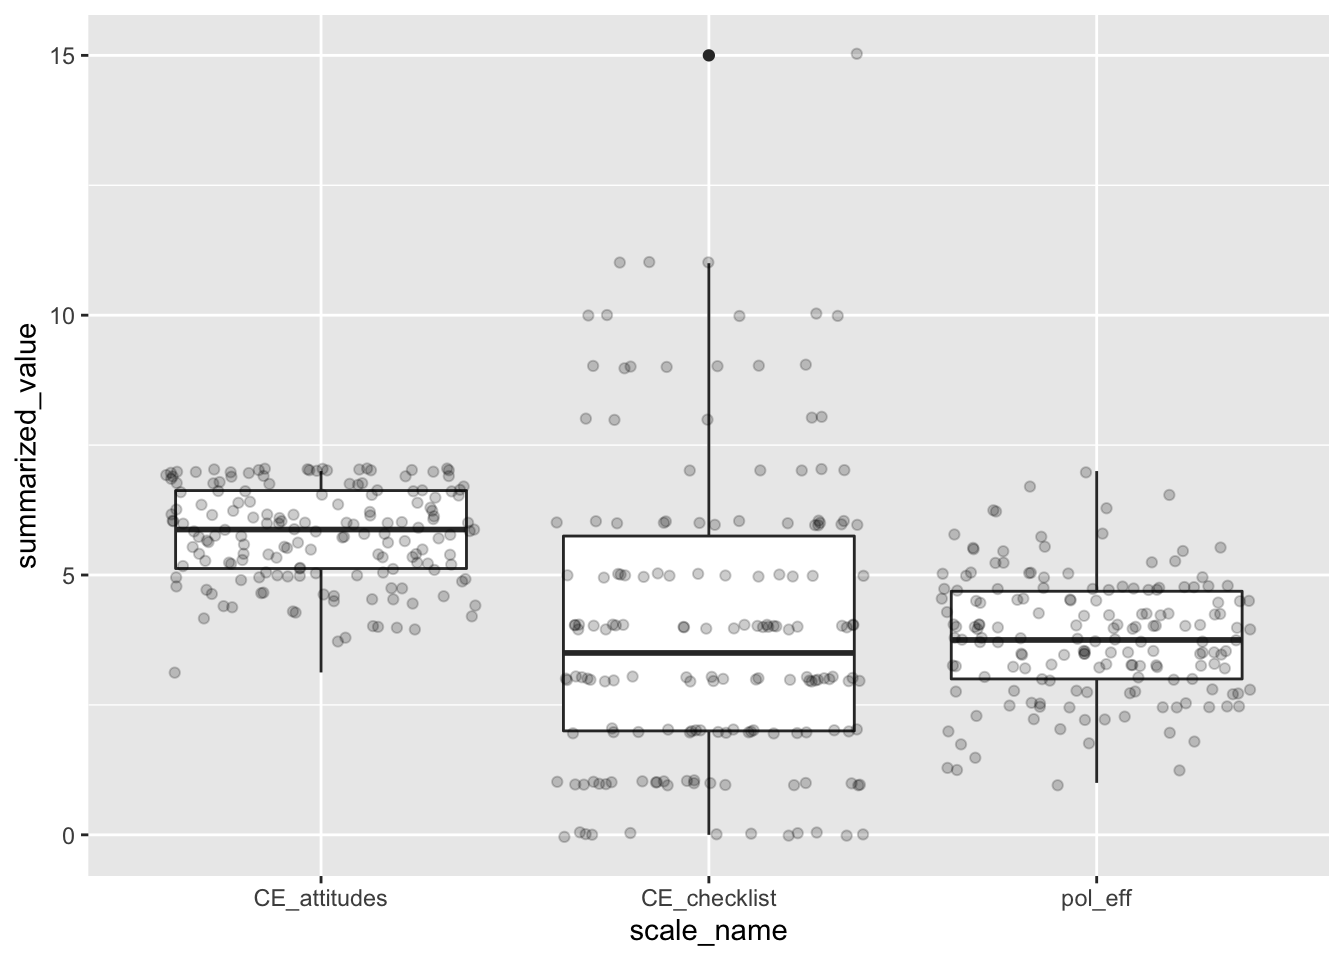 15
10
5
0
summarized_value
CE_attitudes
CE_checklist
pol_eff
scale_name